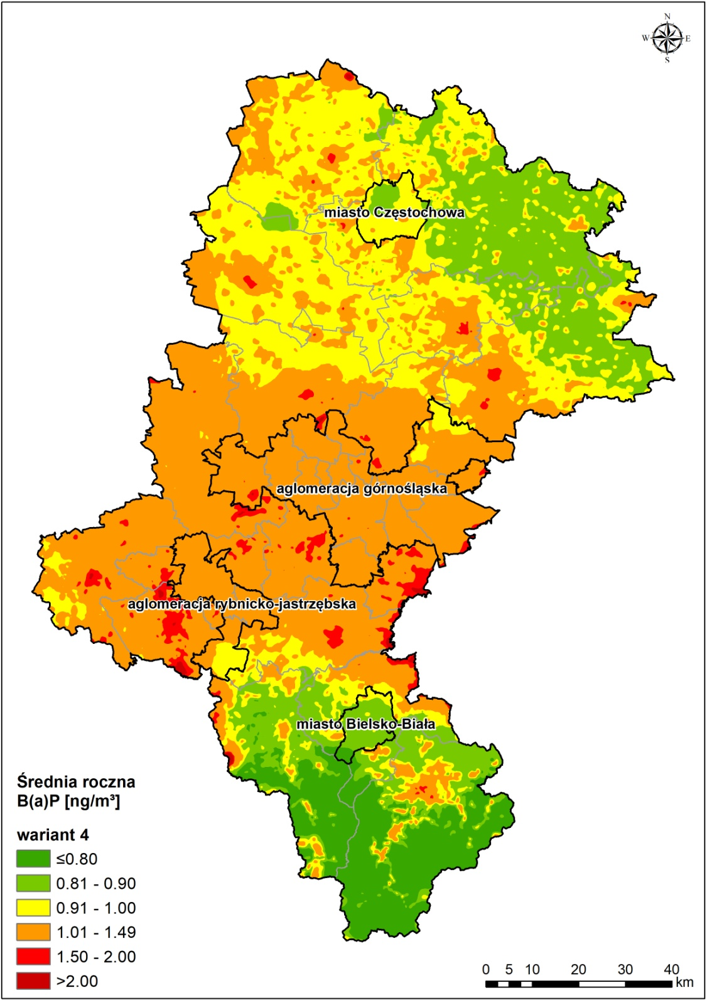 N
W E
S
miasto Częstochowa
aglomeracja górnośląska
aglomeracja rybnicko-jastrzębska
miasto Bielsko-Biała
Średnia roczna
B(a)P [ng/m³]
wariant 4
≤0.80
0.81 - 0.90
0.91 - 1.00
1.01 - 1.49
1.50 - 2.00
>2.00
0 5 10 20 30 40
km